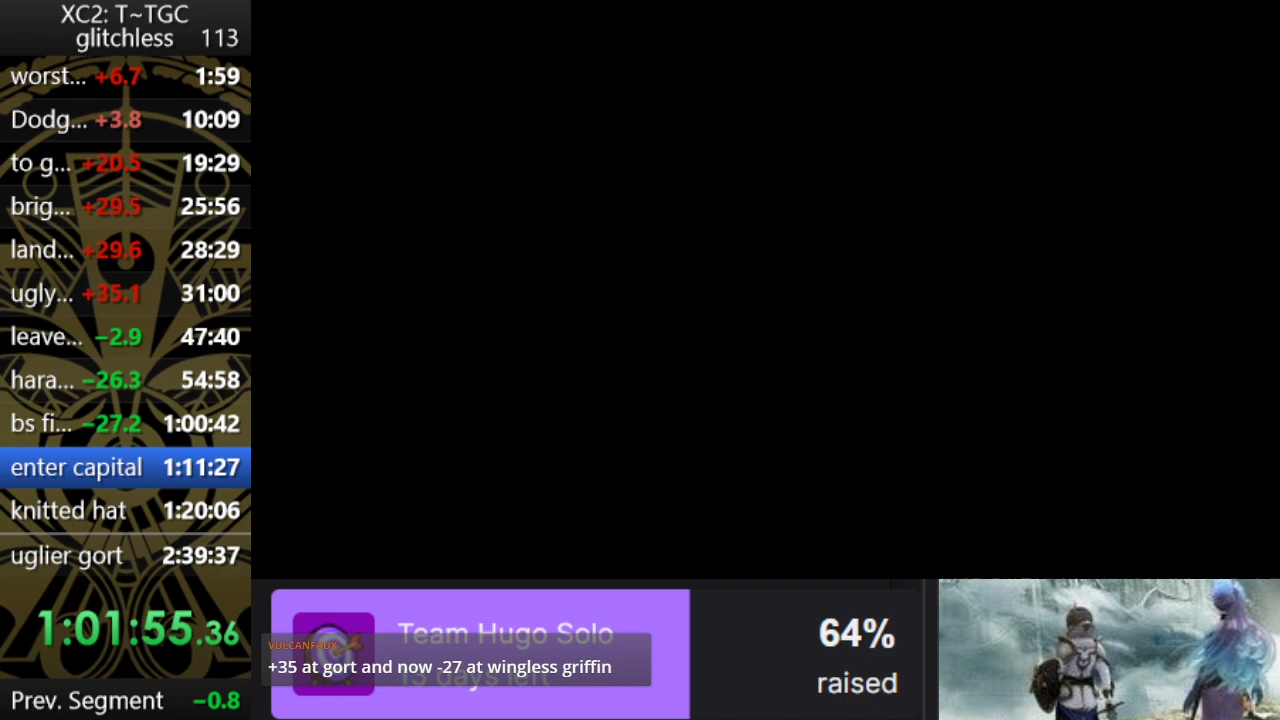 XC2: T~TGC
glitchless 113
worst... +6.7 1:59
Dodg... +3.8 10:09
to g... +20.5 19:29
brig... +29.5 25:56
land... +29.6 28:29
ugly... +35.1 31:00
leave... −2.9 47:40
hara... −26.3 54:58
bs fi... −27.2 1:00:42
enter capital 1:11:27
knitted hat 1:20:06
uglier gort 2:39:37
1:01:55.36
Prev. Segment −0.8
Team Hugo Solo
13 days left
64%
raised
VULCANFAUX
+35 at gort and now -27 at wingless griffin